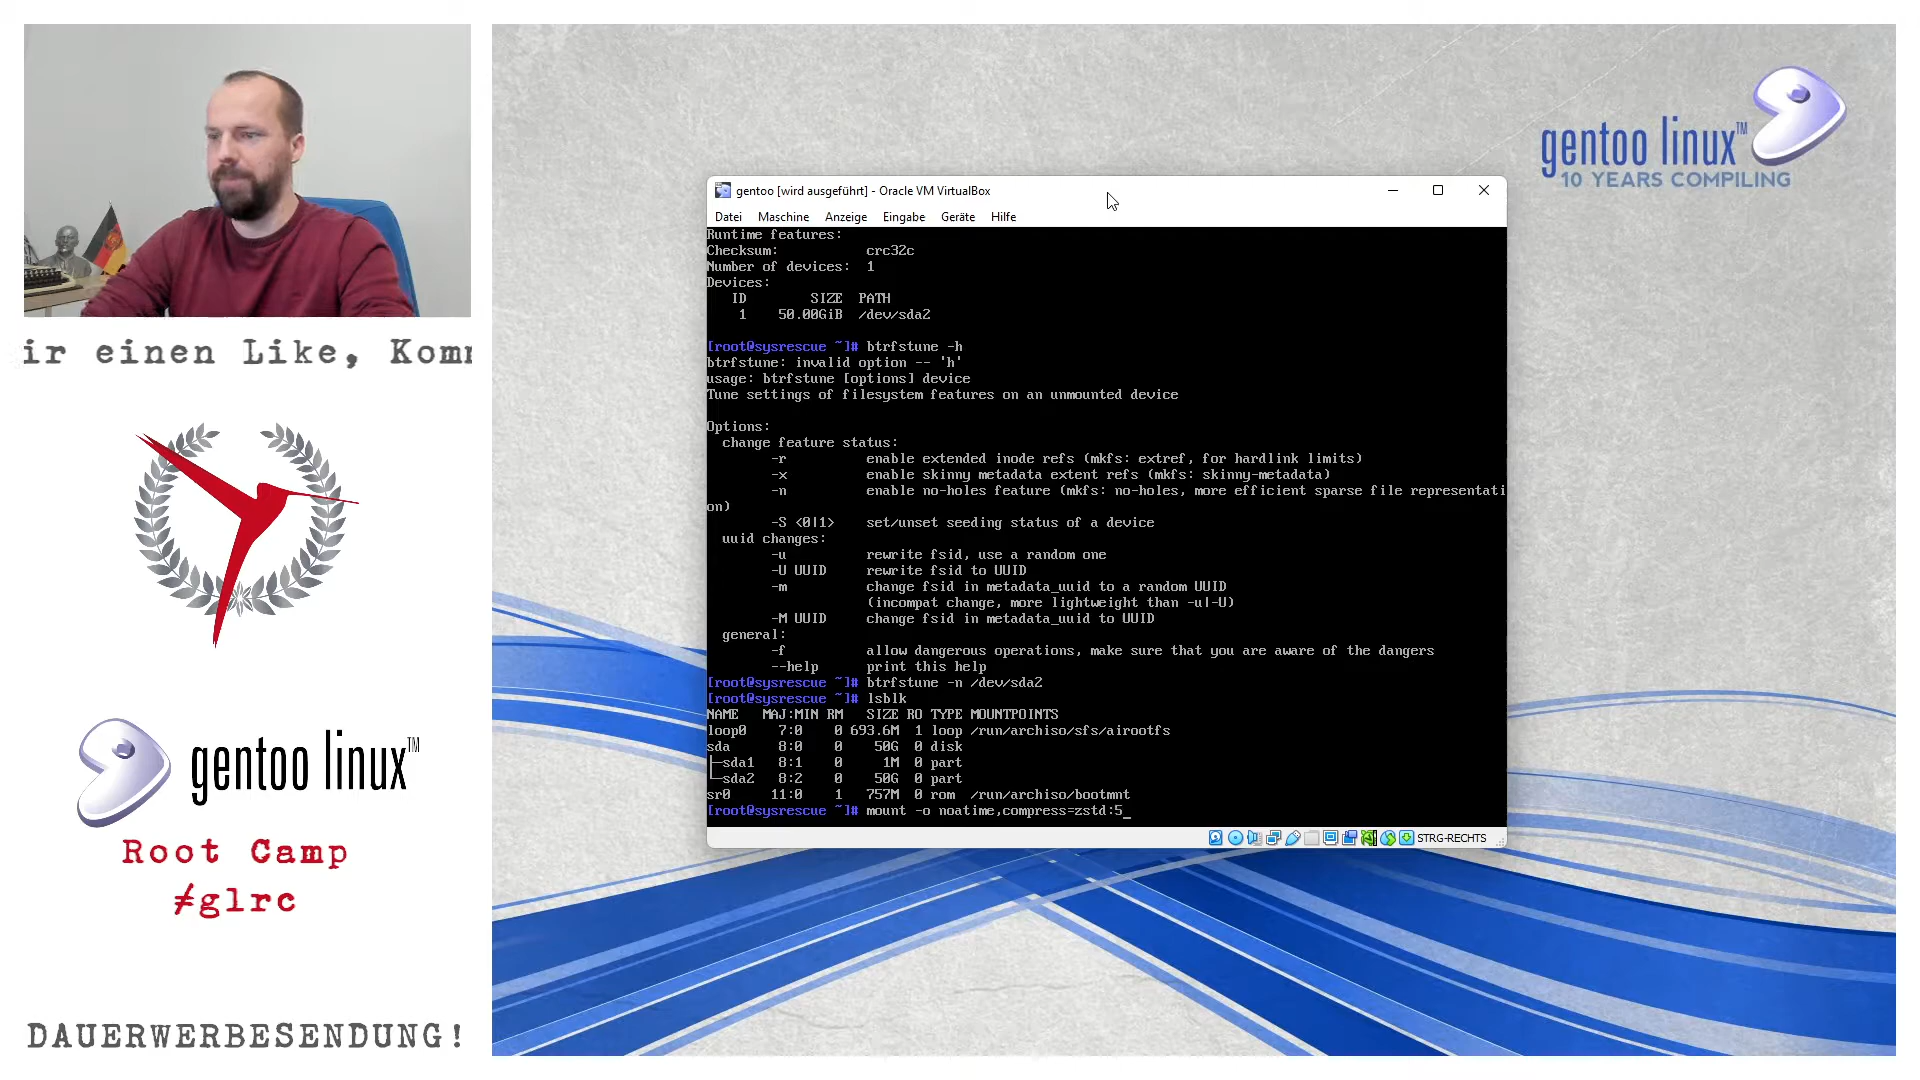 ir einen Like, Kom
gentoo linux™
Root Camp
#glrc
DAUERWERBESENDUNG!
gentoo linux™
10 YEARS COMPILING
gentoo [wird ausgeführt] - Oracle VM VirtualBox
Datei Maschine Anzeige Eingabe Geräte Hilfe
Runtime features:
Checksum: crc32c
Number of devices: 1
Devices:
ID SIZE PATH
1 50.00GiB /dev/sda2
[root@sysrescue ~]# btrfstune -h
btrfstune: invalid option -- 'h'
usage: btrfstune [options] device
Tune settings of filesystem features on an unmounted device
Options:
change feature status:
-r enable extended inode refs (mkfs: extref, for hardlink limits)
-x enable skinny metadata extent refs (mkfs: skinny-metadata)
-n enable no-holes feature (mkfs: no-holes, more efficient sparse file representati
on)
-S <0|1> set/unset seeding status of a device
uuid changes:
-u rewrite fsid, use a random one
-U UUID rewrite fsid to UUID
-m change fsid in metadata_uuid to a random UUID
(incompat change, more lightweight than -u|-U)
-M UUID change fsid in metadata_uuid to UUID
general:
-f allow dangerous operations, make sure that you are aware of the dangers
--help print this help
[root@sysrescue ~]# btrfstune -n /dev/sda2
[root@sysrescue ~]# lsblk
NAME MAJ:MIN RM SIZE RO TYPE MOUNTPOINTS
loop0 7:0 0 693.6M 1 loop /run/archiso/sfs/airootfs
sda 8:0 0 50G 0 disk
├─sda1 8:1 0 1M 0 part
└─sda2 8:2 0 50G 0 part
sr0 11:0 1 757M 0 rom /run/archiso/bootmnt
[root@sysrescue ~]# mount -o noatime,compress=zstd:5_
STRG-RECHTS